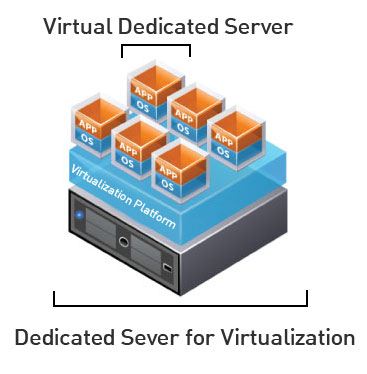 Virtual Dedicated Server
APP
OS
APP
OS
APP
OS
APP
OS
APP
OS
APP
OS
Virtualization Platform
Dedicated Sever for Virtualization